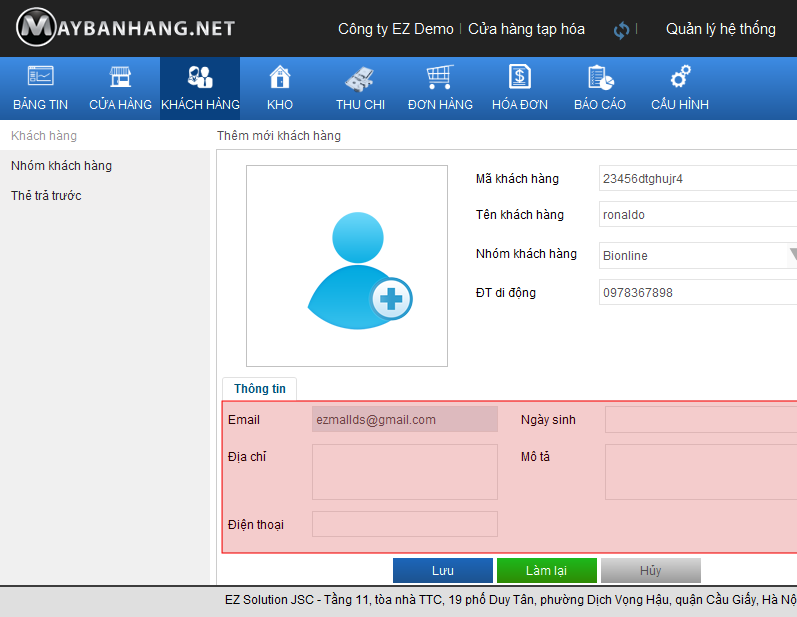 MAYBANHANG.NET
Công ty EZ Demo | Cửa hàng tạp hóa | Quản lý hệ thống
BẢNG TIN CỬA HÀNG KHÁCH HÀNG KHO THU CHI ĐƠN HÀNG HÓA ĐƠN BÁO CÁO CẤU HÌNH
Khách hàng
Nhóm khách hàng
Thẻ trả trước
Thêm mới khách hàng
Mã khách hàng 23456dtghujr4
Tên khách hàng ronaldo
Nhóm khách hàng Bionline
ĐT di động 0978367898
Thông tin
Email ezmallds@gmail.com Ngày sinh
Địa chỉ Mô tả
Điện thoại
Lưu Làm lại Hủy
EZ Solution JSC - Tầng 11, tòa nhà TTC, 19 phố Duy Tân, phường Dịch Vọng Hậu, quận Cầu Giấy, Hà Nộ